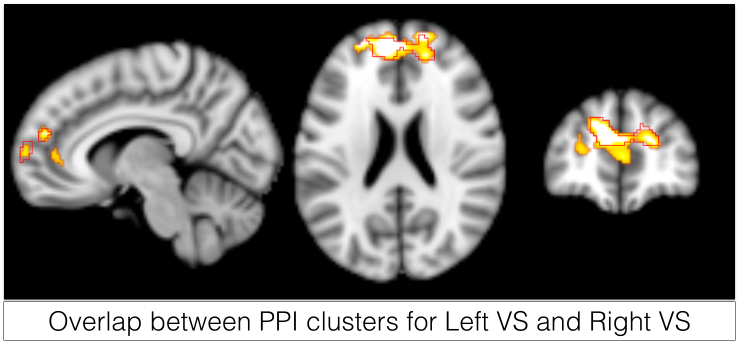 Overlap between PPI clusters for Left VS and Right VS